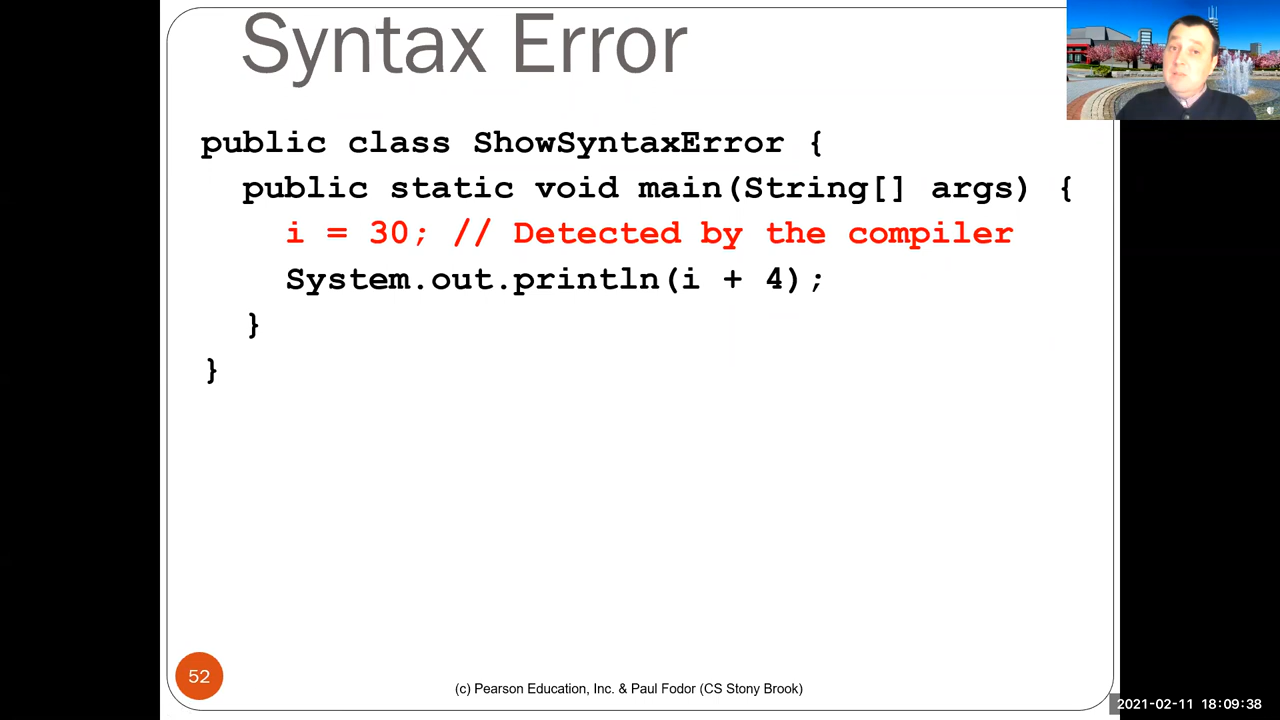 Syntax Error
public class ShowSyntaxError {
public static void main(String[] args) {
i = 30; // Detected by the compiler
System.out.println(i + 4);
}
}
52
(c) Pearson Education, Inc. & Paul Fodor (CS Stony Brook)
2021-02-11 18:09:38